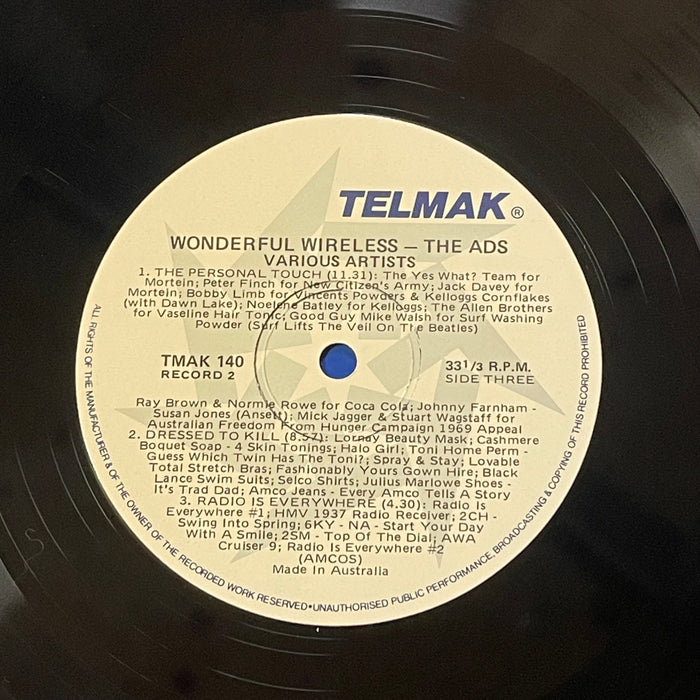 TELMAK®
WONDERFUL WIRELESS — THE ADS
VARIOUS ARTISTS
1. THE PERSONAL TOUCH (11.31): The Yes What? Team for
Mortein; Peter Finch for New Citizen's Army; Jack Davey for
Mortein; Bobby Limb for Vincents Powders & Kelloggs Cornflakes
(with Dawn Lake); Noelene Batley for Kelloggs; The Allen Brothers
for Vaseline Hair Tonic; Good Guy Mike Walsh for Surf Washing
Powder (Surf Lifts The Veil On The Beatles)
TMAK 140
RECORD 2
33 1/3 R.P.M.
SIDE THREE
Ray Brown & Normie Rowe for Coca Cola; Johnny Farnham -
Susan Jones (Ansett); Mick Jagger & Stuart Wagstaff for
Australian Freedom From Hunger Campaign 1969 Appeal
2. DRESSED TO KILL (8.57): Lornay Beauty Mask; Cashmere
Boquet Soap - 4 Skin Tonings; Halo Girl; Toni Home Perm -
Guess Which Twin Has The Toni?; Spray & Stay; Lovable
Total Stretch Bras; Fashionably Yours Gown Hire; Black
Lance Swim Suits; Selco Shirts; Julius Marlowe Shoes -
It's Trad Dad; Amco Jeans - Every Amco Tells A Story
3. RADIO IS EVERYWHERE (4.30): Radio Is
Everywhere #1; HMV 1937 Radio Receiver; 2CH -
Swing Into Spring; 6KY - NA - Start Your Day
With A Smile; 2SM - Top Of The Dial; AWA
Cruiser 9; Radio Is Everywhere #2
(AMCOS)
Made In Australia
ALL RIGHTS OF THE MANUFACTURER & OF THE OWNER OF THE RECORDED WORK RESERVED•UNAUTHORISED PUBLIC PERFORMANCE, BROADCASTING & COPYING OF THIS RECORD PROHIBITED